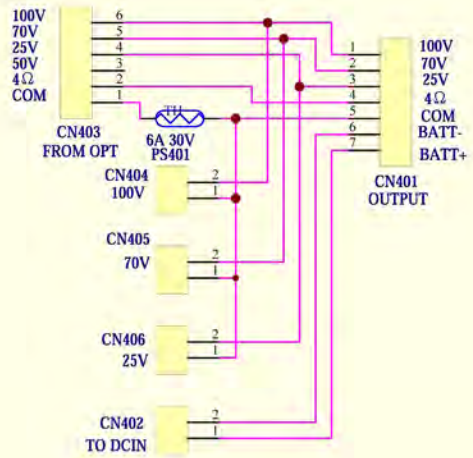 100V
70V
25V
50V
4Ω
COM
6
5
4
3
2
1
CN403
FROM OPT
TH
6A 30V
PS401
1
2
3
4
5
6
7
100V
70V
25V
4Ω
COM
BATT-
BATT+
CN401
OUTPUT
CN404
100V
2
1
CN405
70V
2
1
CN406
25V
2
1
CN402
TO DCIN
2
1